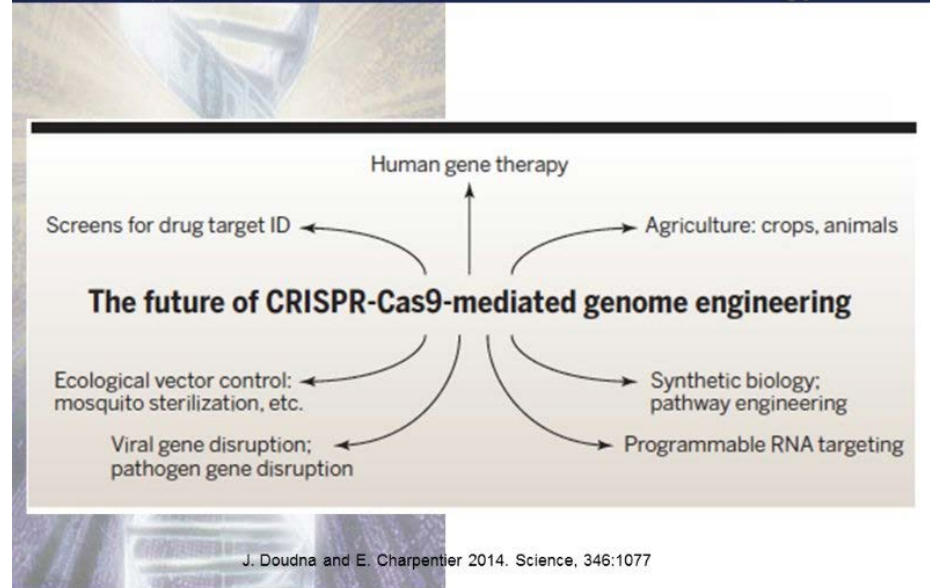 Human gene therapy
Screens for drug target ID
Agriculture: crops, animals
The future of CRISPR-Cas9-mediated genome engineering
Ecological vector control:
mosquito sterilization, etc.
Synthetic biology;
pathway engineering
Viral gene disruption;
pathogen gene disruption
Programmable RNA targeting
J. Doudna and E. Charpentier 2014. Science, 346:1077